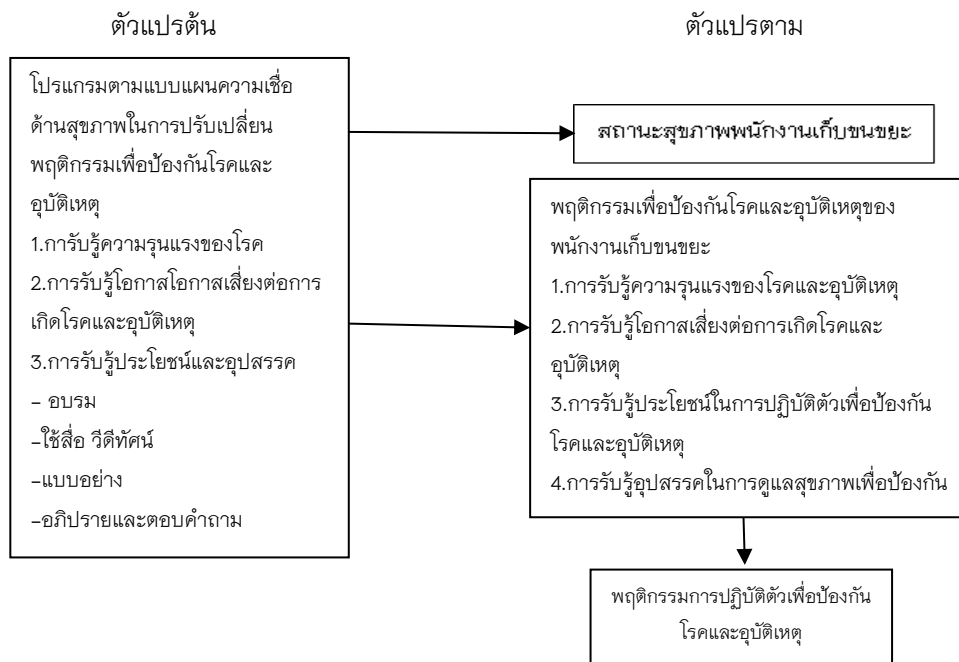 ตัวแปรต้น
ตัวแปรตาม
โปรแกรมตามแบบแผนความเชื่อ
ด้านสุขภาพในการปรับเปลี่ยน
พฤติกรรมเพื่อป้องกันโรคและ
อุบัติเหตุ
1.การับรู้ความรุนแรงของโรค
2.การรับรู้โอกาสโอกาสเสี่ยงต่อการ
เกิดโรคและอุบัติเหตุ
3.การรับรู้ประโยชน์และอุปสรรค
- อบรม
-ใช้สื่อ วีดีทัศน์
-แบบอย่าง
-อภิปรายและตอบคำถาม
สถานะสุขภาพพนักงานเก็บขนขยะ
พฤติกรรมเพื่อป้องกันโรคและอุบัติเหตุของ
พนักงานเก็บขนขยะ
1.การรับรู้ความรุนแรงของโรคและอุบัติเหตุ
2.การรับรู้โอกาสเสี่ยงต่อการเกิดโรคและ
อุบัติเหตุ
3.การรับรู้ประโยชน์ในการปฏิบัติตัวเพื่อป้องกัน
โรคและอุบัติเหตุ
4.การรับรู้อุปสรรคในการดูแลสุขภาพเพื่อป้องกัน
พฤติกรรมการปฏิบัติตัวเพื่อป้องกัน
โรคและอุบัติเหตุ